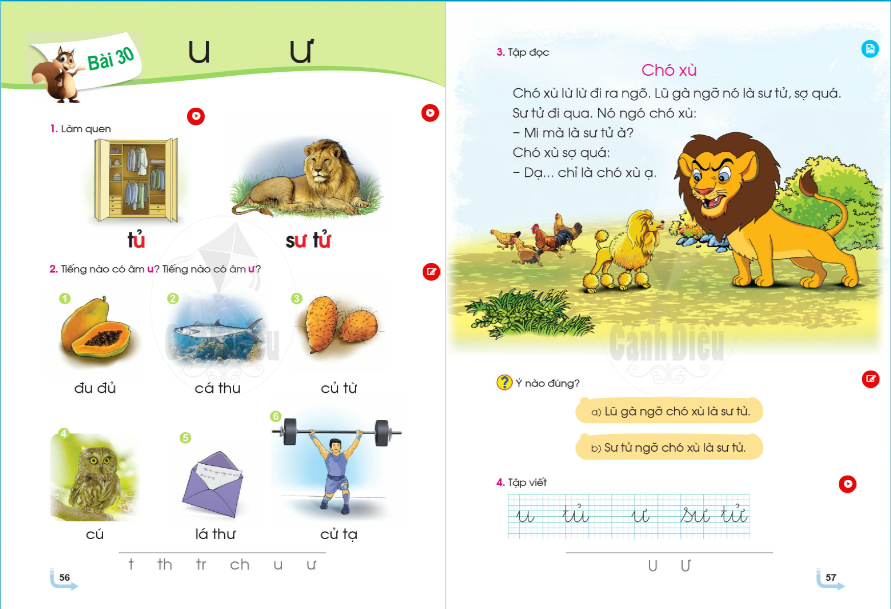 Bài 30
u ư
1. Làm quen
tủ
sư tử
2. Tiếng nào có âm u? Tiếng nào có âm ư?
1
đu đủ
2
cá thu
3
củ từ
4
cú
5
lá thư
6
cử tạ
t th tr ch u ư
56
3. Tập đọc
Chó xù
Chó xù lừ lừ đi ra ngõ. Lũ gà ngỡ nó là sư tử, sợ quá.
Sư tử đi qua. Nó ngó chó xù:
– Mi mà là sư tử à?
Chó xù sợ quá:
– Dạ... chỉ là chó xù ạ.
Cánh Diều
? Ý nào đúng?
a) Lũ gà ngỡ chó xù là sư tử.
b) Sư tử ngỡ chó xù là sư tử.
4. Tập viết
u tủ ư sư tử
U Ư
57